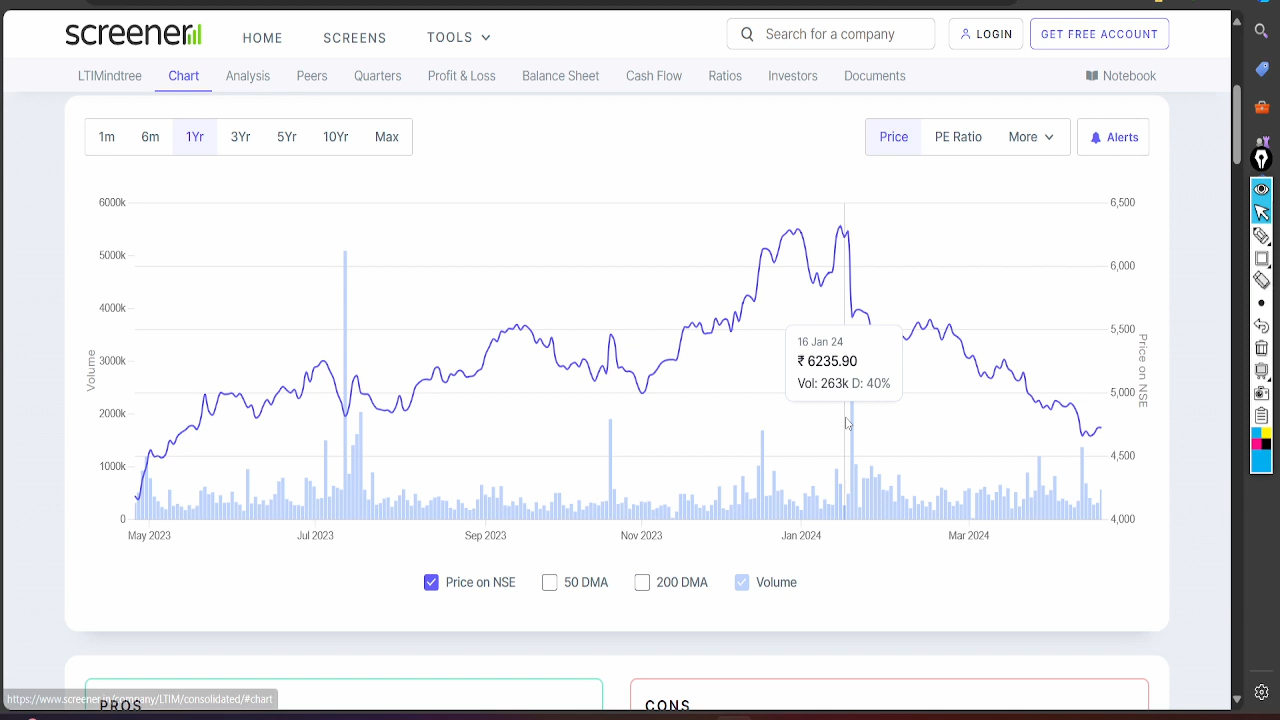 screener
HOME SCREENS TOOLS
Search for a company
LOGIN
GET FREE ACCOUNT
LTIMindtree Chart Analysis Peers Quarters Profit & Loss Balance Sheet Cash Flow Ratios Investors Documents Notebook
1m 6m 1Yr 3Yr 5Yr 10Yr Max
Price PE Ratio More Alerts
6000k 6,500
5000k 6,000
4000k 5,500
3000k 5,000
2000k 4,500
1000k 4,000
0
Volume
Price on NSE
16 Jan 24
₹ 6235.90
Vol: 263k D: 40%
May 2023 Jul 2023 Sep 2023 Nov 2023 Jan 2024 Mar 2024
Price on NSE 50 DMA 200 DMA Volume
PROS CONS
https://www.screener.in/company/LTIM/consolidated/#chart